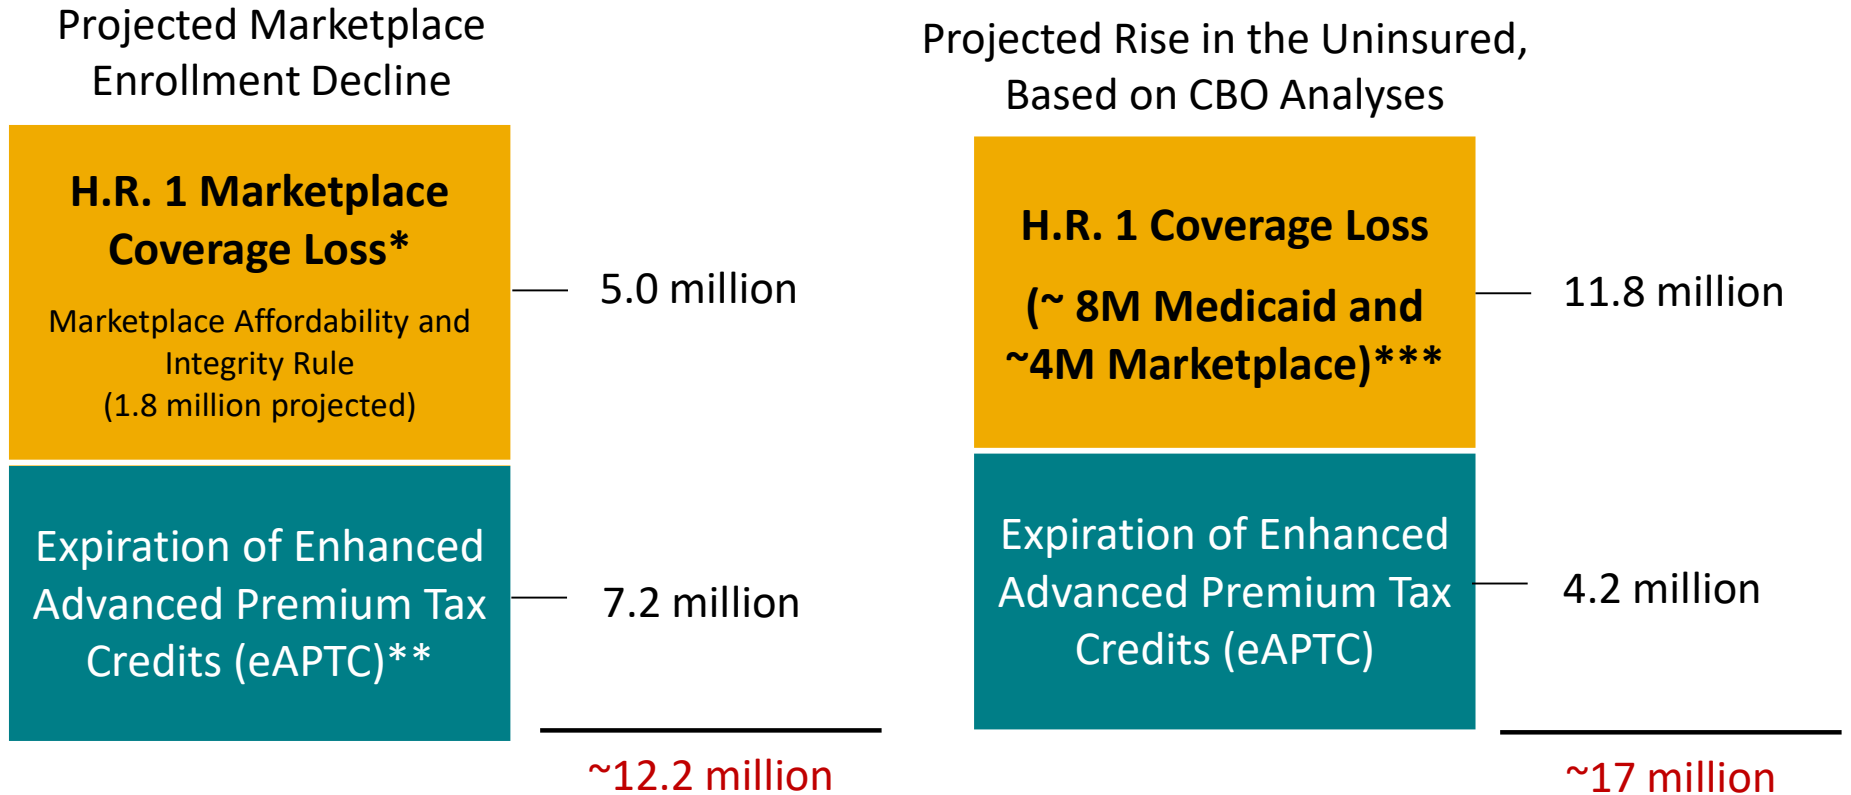 Projected Marketplace
Enrollment Decline
H.R. 1 Marketplace
Coverage Loss*
Marketplace Affordability and
Integrity Rule
(1.8 million projected)
5.0 million
Expiration of Enhanced
Advanced Premium Tax
Credits (eAPTC)**
7.2 million
~12.2 million
Projected Rise in the Uninsured,
Based on CBO Analyses
H.R. 1 Coverage Loss
(~ 8M Medicaid and
~4M Marketplace)***
11.8 million
Expiration of Enhanced
Advanced Premium Tax
Credits (eAPTC)
4.2 million
~17 million